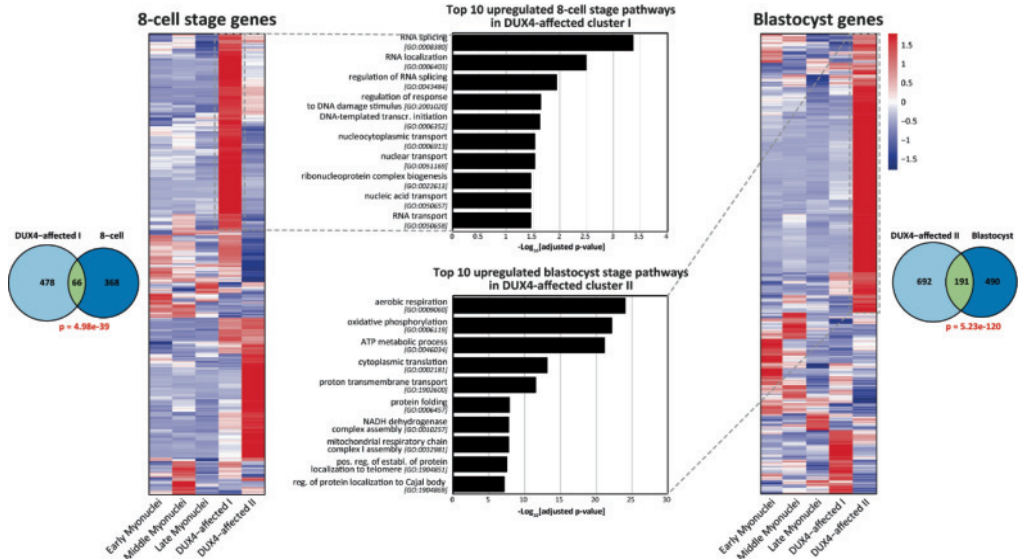 8-cell stage genes
Top 10 upregulated 8-cell stage pathways
in DUX4-affected cluster I
Blastocyst genes
RNA splicing
[GO:0008380]
RNA localization
[GO:0006403]
regulation of RNA splicing
[GO:0043484]
regulation of response
to DNA damage stimulus [GO:2001020]
DNA-templated transcr. initiation
[GO:0006352]
nucleocytoplasmic transport
[GO:0006913]
nuclear transport
[GO:0051169]
ribonucleoprotein complex biogenesis
[GO:0022613]
nucleic acid transport
[GO:0050657]
RNA transport
[GO:0050658]
0 0.5 1 1.5 2 2.5 3 3.5 4
-Log10[adjusted p-value]
1.5
1
0.5
0
−0.5
−1
−1.5
DUX4−affected I 8−cell
478 66 368
p = 4.98e-39
Top 10 upregulated blastocyst stage pathways
in DUX4-affected cluster II
aerobic respiration
[GO:0009060]
oxidative phosphorylation
[GO:0006119]
ATP metabolic process
[GO:0046034]
cytoplasmic translation
[GO:0002181]
proton transmembrane transport
[GO:1902600]
protein folding
[GO:0006457]
NADH dehydrogenase
complex assembly [GO:0010257]
mitochondrial respiratory chain
complex I assembly [GO:0032981]
pos. reg. of establ. of protein
localization to telomere [GO:1904851]
reg. of protein localization to Cajal body
[GO:1904869]
0 5 10 15 20 25 30
-Log10[adjusted p-value]
DUX4−affected II Blastocyst
692 191 490
p = 5.23e-120
Early Myonuclei
Middle Myonuclei
Late Myonuclei
DUX4−affected I
DUX4−affected II
Early Myonuclei
Middle Myonuclei
Late Myonuclei
DUX4−affected I
DUX4−affected II